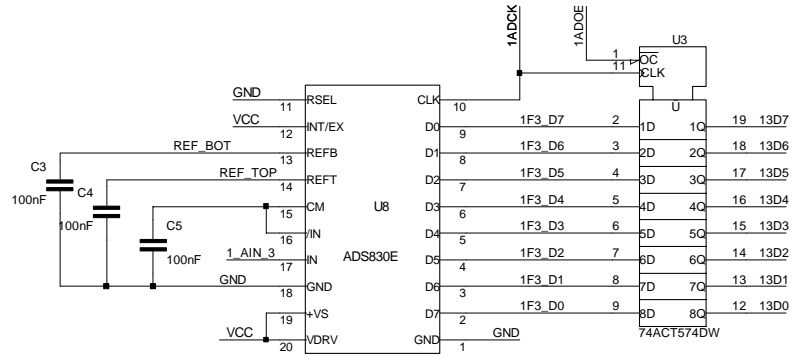 1ADCK
1ADOE
U3
1 OC
11 CLK
GND 11 RSEL CLK 10 Ü
VCC 12 INT/EX D0 9 1F3_D7 2 1D 1Q 19 13D7
REF_BOT 13 REFB D1 8 1F3_D6 3 2D 2Q 18 13D6
C3 100nF
REF_TOP 14 REFT D2 7 1F3_D5 4 3D 3Q 17 13D5
C4 100nF
15 CM U8 D3 6 1F3_D4 5 4D 4Q 16 13D4
C5 100nF
16 /IN D4 5 1F3_D3 6 5D 5Q 15 13D3
1_AIN_3 17 IN ADS830E D5 4 1F3_D2 7 6D 6Q 14 13D2
GND 18 GND D6 3 1F3_D1 8 7D 7Q 13 13D1
19 +VS D7 2 1F3_D0 9 8D 8Q 12 13D0
VCC 20 VDRV GND 1 GND 74ACT574DW